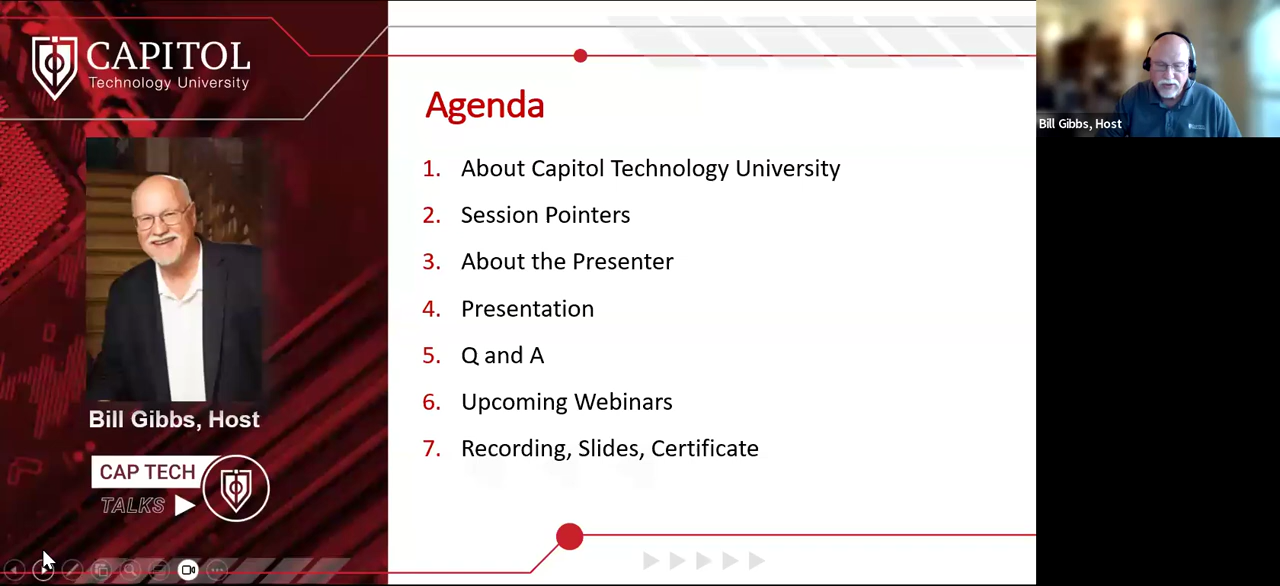 CAPITOL
Technology University
Bill Gibbs, Host
CAP TECH
TALKS
Agenda
1. About Capitol Technology University
2. Session Pointers
3. About the Presenter
4. Presentation
5. Q and A
6. Upcoming Webinars
7. Recording, Slides, Certificate
Bill Gibbs, Host